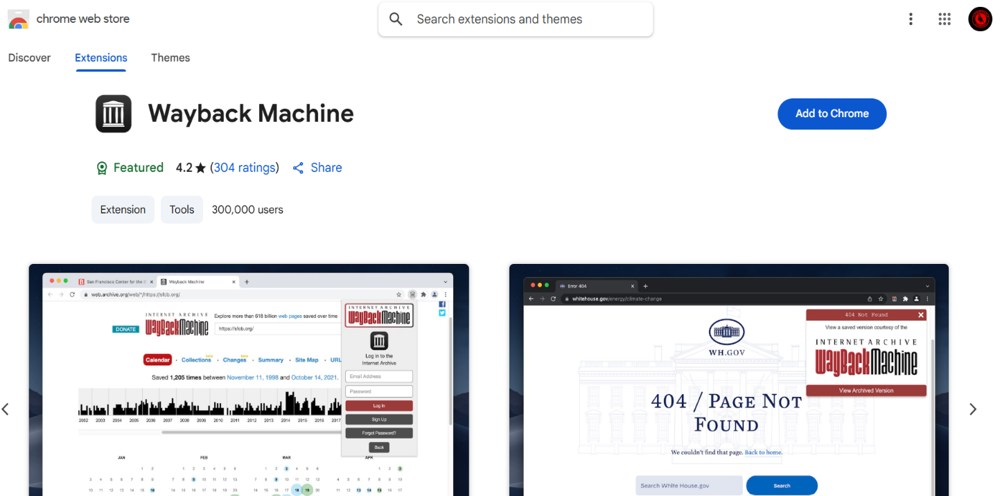 chrome web store
Search extensions and themes
Discover
Extensions
Themes
Wayback Machine
Add to Chrome
Featured
4.2 ★ (304 ratings)
Share
Extension
Tools
300,000 users
San Francisco Center for the
Wayback Machine
web.archive.org/web/*/https://sfcb.org/
INTERNET ARCHIVE
WayBackMachine
DONATE
Explore more than 618 billion web pages saved over time
https://sfcb.org/
Calendar · Collections beta · Changes beta · Summary · Site Map · URL
Saved 1,205 times between November 11, 1998 and October 14, 2021.
2002 2003 2004 2005 2006 2007 2008 2009 2010 2011 2012 2013 2014 2015 2016 2017
JAN FEB MAR APR
1 2 1 2 3 4 5 6 1 2 3 4 5 6 1 2 3
3 4 5 6 7 8 9 7 8 9 10 11 12 13 7 8 9 10 11 12 13 4 5 6 7 8 9 10
10 11 12 13 14 15 16 14 15 16 17 18 19 20 14 15 16 17 18 19 20 11 12 13 14 15 16 17
INTERNET ARCHIVE
WayBackMachine
Log in to the
Internet Archive
Email Address
Password
Log In
Sign Up
Forgot Password?
Back
Error 404
whitehouse.gov/energy/climate-change
WH.GOV
404 / Page Not
Found
We couldn't find that page. Back to home.
Search White House.gov
Search
404 Not Found
View a saved version courtesy of the
INTERNET ARCHIVE
WayBackMachine
View Archived Version